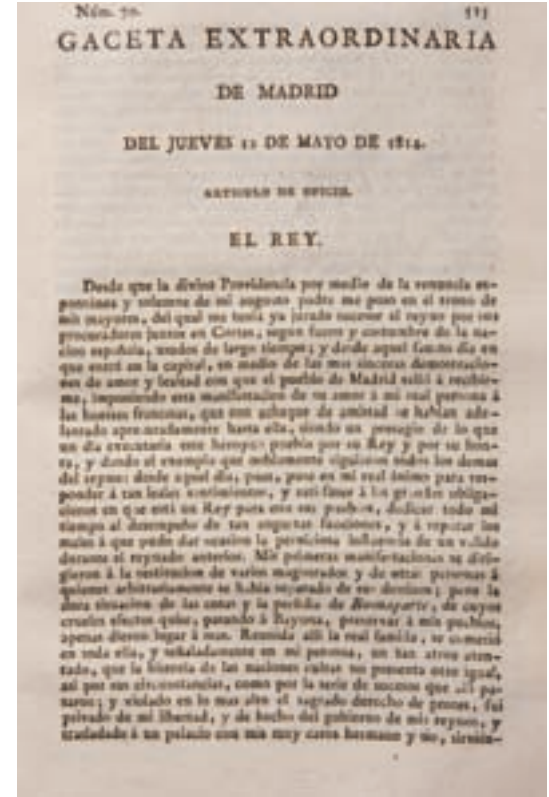 Núm. 70. 515
GACETA EXTRAORDINARIA
DE MADRID
DEL JUEVES 12 DE MAYO DE 1814.
ARTICULO DE OFICIO.
EL REY.
Desde que la divina Providencia por medio de la renuncia es-
pontánea y solemne de mi augusto padre me puso en el trono de
mis mayores, del qual me tenia ya jurado sucesor el reyno por sus
procuradores juntos en Cortes, segun fuero y costumbre de la na-
cion española, usados de largo tiempo; y desde aquel fausto dia en
que entré en la capital, en medio de las mas sinceras demostracio-
nes de amor y lealtad con que el pueblo de Madrid salió á recibir-
me, imponiendo esta manifestacion de su amor á mi real persona á
las huestes francesas, que con achaque de amistad se habian ade-
lantado apresuradamente hasta ella, siendo un presagio de lo que
un dia executaria este heroyco pueblo por su Rey y por su hon-
ra, y dando el exemplo que noblemente siguieron todos los demas
del reyno: desde aquel dia, pues, puse en mi real ánimo para res-
ponder á tan leales sentimientos, y satisfacer á las grandes obliga-
ciones en que está un Rey para con sus pueblos, dedicar todo mi
tiempo al desempeño de tan augustas funciones, y á reparar los
males á que pudo dar ocasion la perniciosa influencia de un valido
durante el reynado anterior. Mis primeras manifestaciones se diri-
gieron á la restitucion de varios magistrados y de otras personas á
quienes arbitrariamente se habia separado de sus destinos; pero la
dura situacion de las cosas y la perfidia de Buonaparte, de cuyos
crueles efectos quise, pasando á Bayona, preservar á mis pueblos,
apenas dieron lugar á mas. Reunida allí la real familia, se cometió
en toda ella, y señaladamente en mi persona, un tan atroz aten-
tado, que la historia de las naciones cultas no presenta otro igual,
así por sus circunstancias, como por la serie de sucesos que allí pa-
saron; y violado en lo mas alto el sagrado derecho de gentes, fui
privado de mi libertad, y de hecho del gobierno de mis reynos, y
trasladado á un palacio con mis muy caros hermano y tio, sirvién-